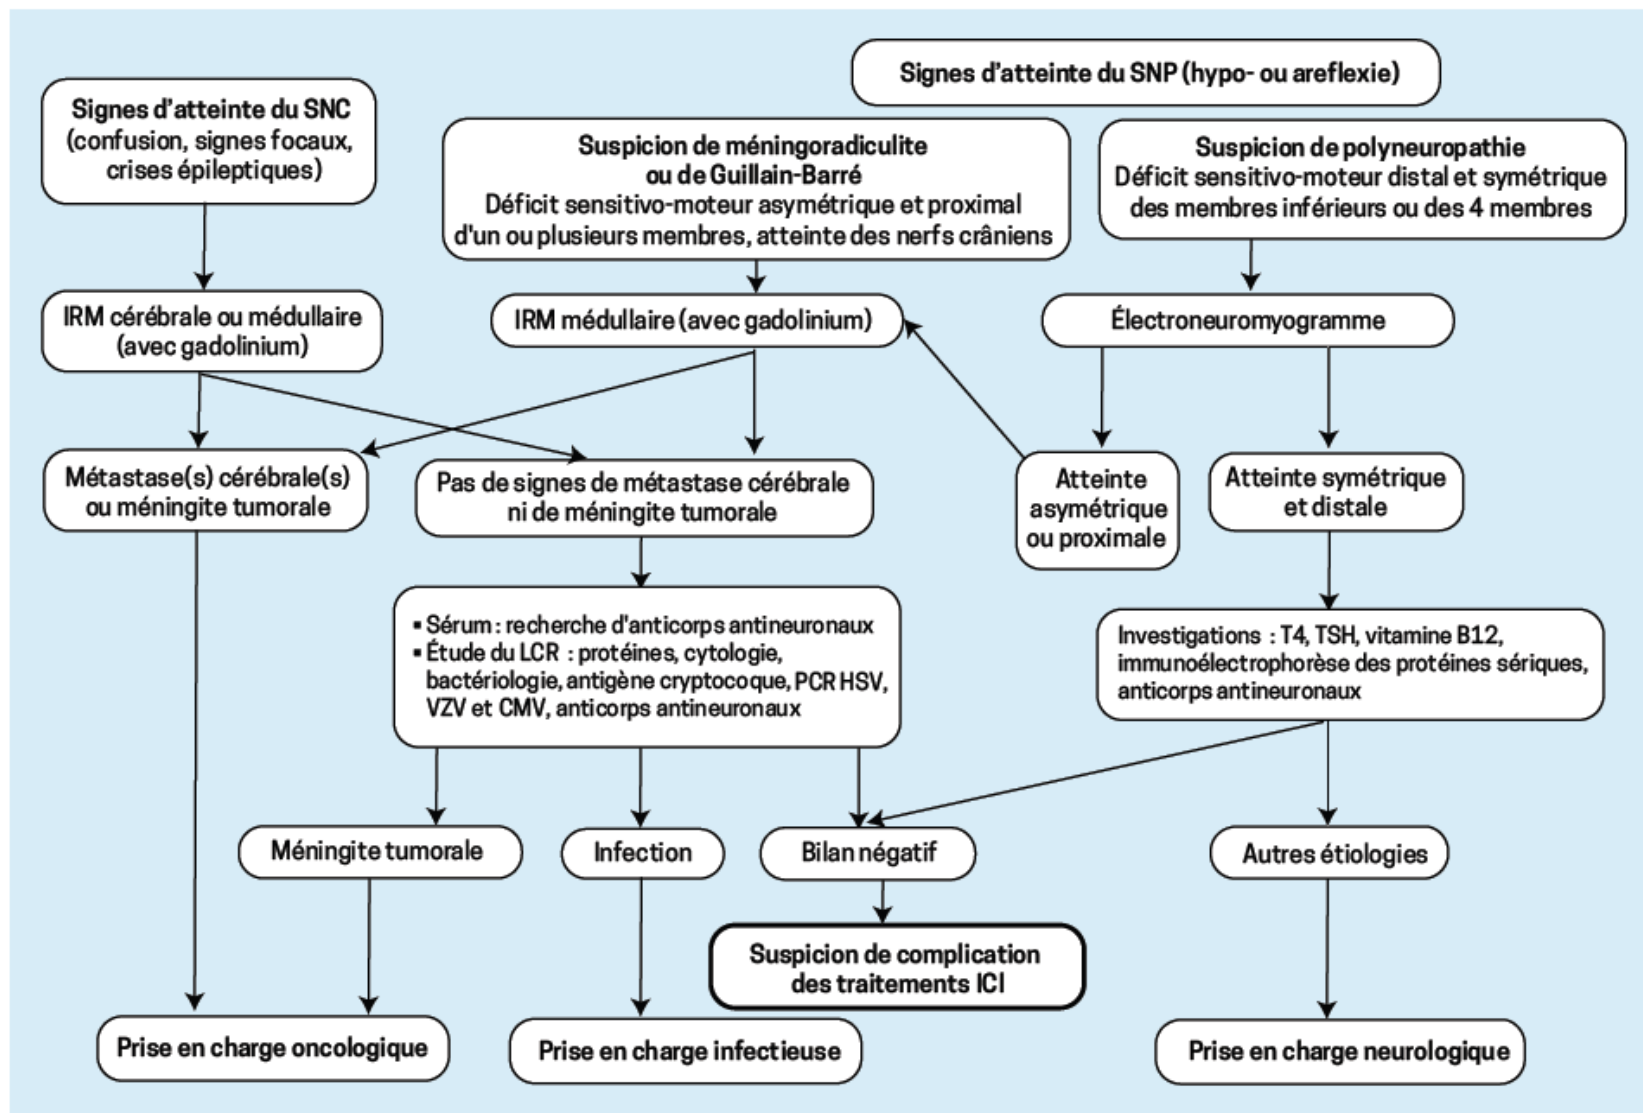 Signes d'atteinte du SNP (hypo- ou areflexie)
Signes d'atteinte du SNC
(confusion, signes focaux,
crises épileptiques)
Suspicion de méningoradiculite
ou de Guillain-Barré
Déficit sensitivo-moteur asymétrique et proximal
d'un ou plusieurs membres, atteinte des nerfs crâniens
Suspicion de polyneuropathie
Déficit sensitivo-moteur distal et symétrique
des membres inférieurs ou des 4 membres
IRM cérébrale ou médullaire
(avec gadolinium)
IRM médullaire (avec gadolinium)
Électroneuromyogramme
Métastase(s) cérébrale(s)
ou méningite tumorale
Pas de signes de métastase cérébrale
ni de méningite tumorale
Atteinte
asymétrique
ou proximale
Atteinte symétrique
et distale
▪ Sérum : recherche d'anticorps antineuronaux
▪ Étude du LCR : protéines, cytologie,
bactériologie, antigène cryptocoque, PCR HSV,
VZV et CMV, anticorps antineuronaux
Investigations : T4, TSH, vitamine B12,
immunoélectrophorèse des protéines sériques,
anticorps antineuronaux
Méningite tumorale
Infection
Bilan négatif
Autres étiologies
Suspicion de complication
des traitements ICI
Prise en charge oncologique
Prise en charge infectieuse
Prise en charge neurologique